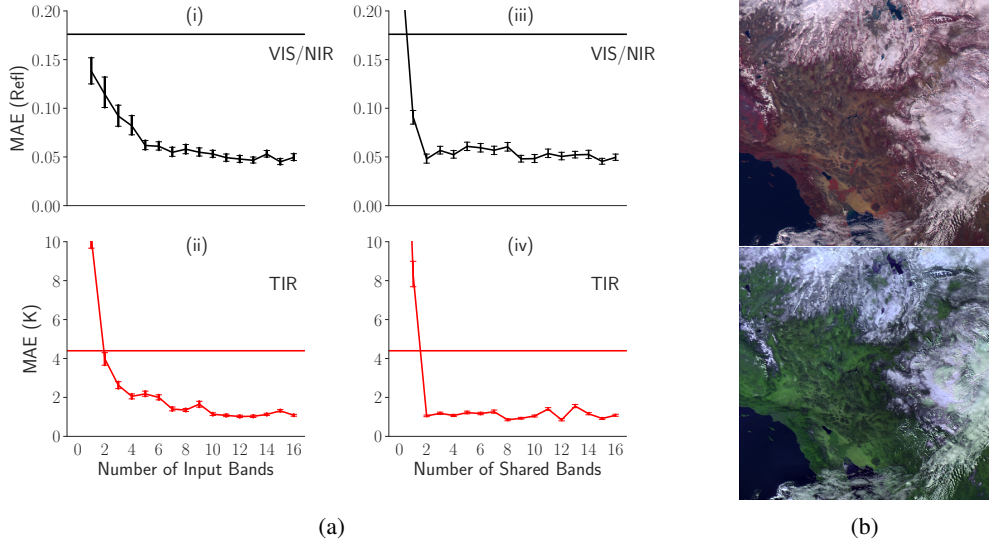 (i)
VIS/NIR
MAE (Refl)
0.20
0.15
0.10
0.05
0.00
(iii)
VIS/NIR
0.20
0.15
0.10
0.05
0.00
(ii)
TIR
MAE (K)
10
8
6
4
2
0
0 2 4 6 8 10 12 14 16
Number of Input Bands
(iv)
TIR
10
8
6
4
2
0
0 2 4 6 8 10 12 14 16
Number of Shared Bands
(a)
(b)